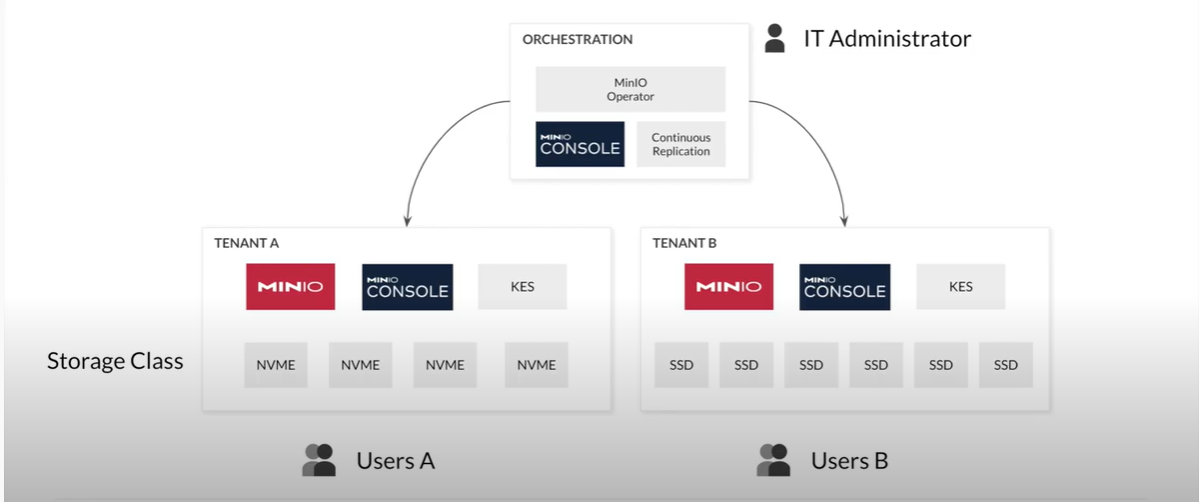 ORCHESTRATION
IT Administrator
MinIO
Operator
MINIO
CONSOLE
Continuous
Replication
TENANT A
MINIO
MINIO
CONSOLE
KES
TENANT B
MINIO
MINIO
CONSOLE
KES
Storage Class
NVME
NVME
NVME
NVME
SSD
SSD
SSD
SSD
SSD
SSD
Users A
Users B